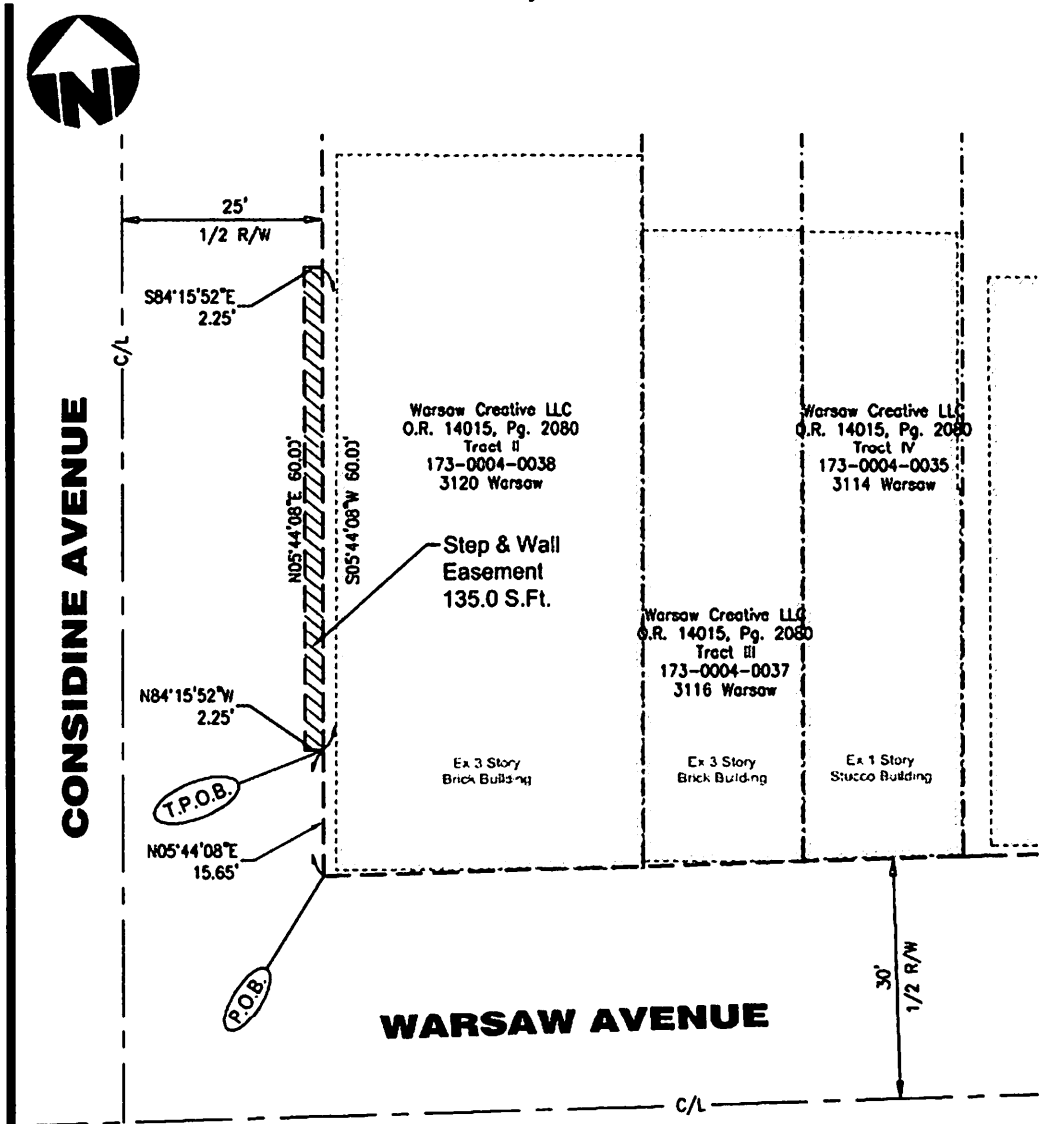 N
25'
1/2 R/W
S84°15'52"E
2.25'
C/L
CONSIDINE AVENUE
N05°44'08"E 60.00'
S05°44'08"W 60.00'
Warsaw Creative LLC
O.R. 14015, Pg. 2080
Tract II
173-0004-0038
3120 Warsaw
Warsaw Creative LLC
O.R. 14015, Pg. 2080
Tract IV
173-0004-0035
3114 Warsaw
Step & Wall
Easement
135.0 S.Ft.
Warsaw Creative LLC
O.R. 14015, Pg. 2080
Tract III
173-0004-0037
3116 Warsaw
N84°15'52"W
2.25'
Ex 3 Story
Brick Building
Ex 3 Story
Brick Building
Ex 1 Story
Stucco Building
T.P.O.B.
N05°44'08"E
15.65'
P.O.B.
30'
1/2 R/W
WARSAW AVENUE
C/L